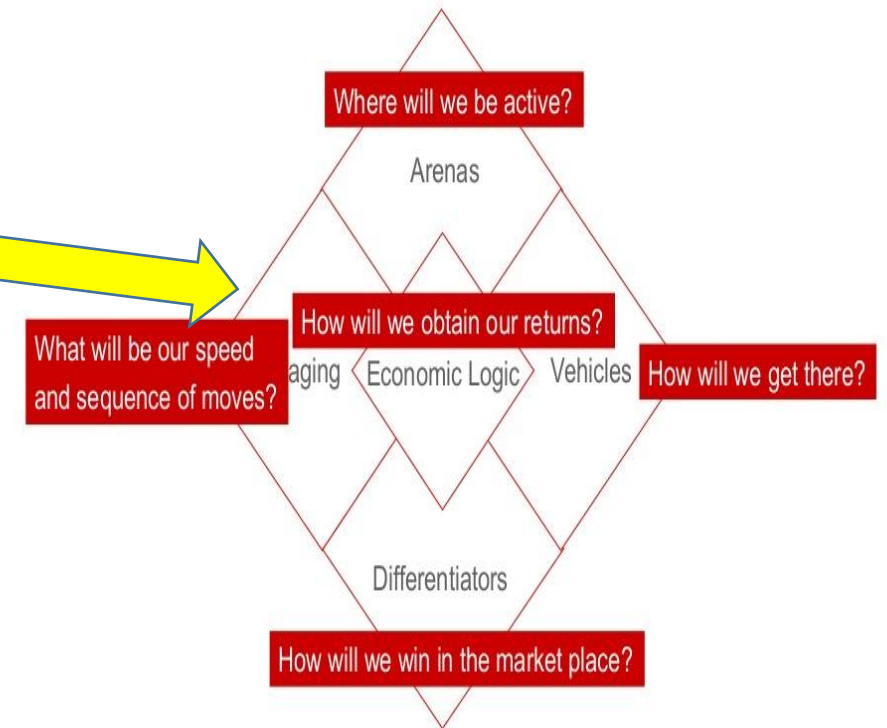 Where will we be active?
Arenas
How will we obtain our returns?
What will be our speed
and sequence of moves?
aging
Economic Logic
Vehicles
How will we get there?
Differentiators
How will we win in the market place?